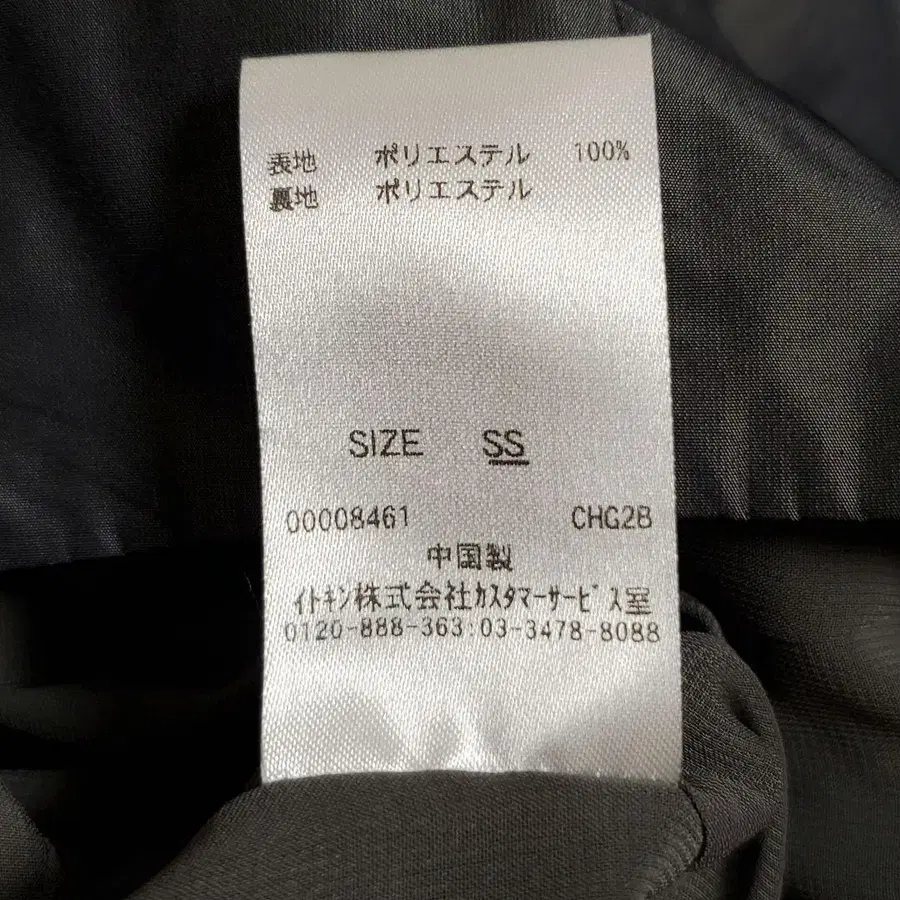 表地 ポリエステル 100%
裏地 ポリエステル
SIZE SS
00008461 CHG2B
中国製
ｲﾄｷﾝ株式会社ｶｽﾀﾏｰｻｰﾋﾞｽ室
0120-888-363:03-3478-8088